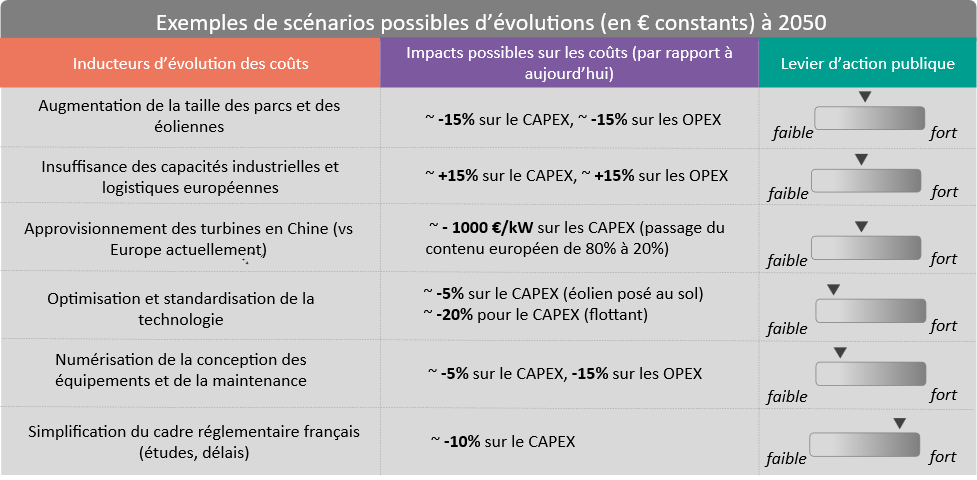 Exemples de scénarios possibles d’évolutions (en € constants) à 2050
Inducteurs d’évolution des coûts
Impacts possibles sur les coûts (par rapport à
aujourd’hui)
Levier d’action publique
Augmentation de la taille des parcs et des
éoliennes
~ -15% sur le CAPEX, ~ -15% sur les OPEX
faible fort
Insuffisance des capacités industrielles et
logistiques européennes
~ +15% sur le CAPEX, ~ +15% sur les OPEX
faible fort
Approvisionnement des turbines en Chine (vs
Europe actuellement)
~ - 1000 €/kW sur les CAPEX (passage du
contenu européen de 80% à 20%)
faible fort
Optimisation et standardisation de la
technologie
~ -5% sur le CAPEX (éolien posé au sol)
~ -20% pour le CAPEX (flottant)
faible fort
Numérisation de la conception des
équipements et de la maintenance
~ -5% sur le CAPEX, -15% sur les OPEX
faible fort
Simplification du cadre réglementaire français
(études, délais)
~ -10% sur le CAPEX
faible fort